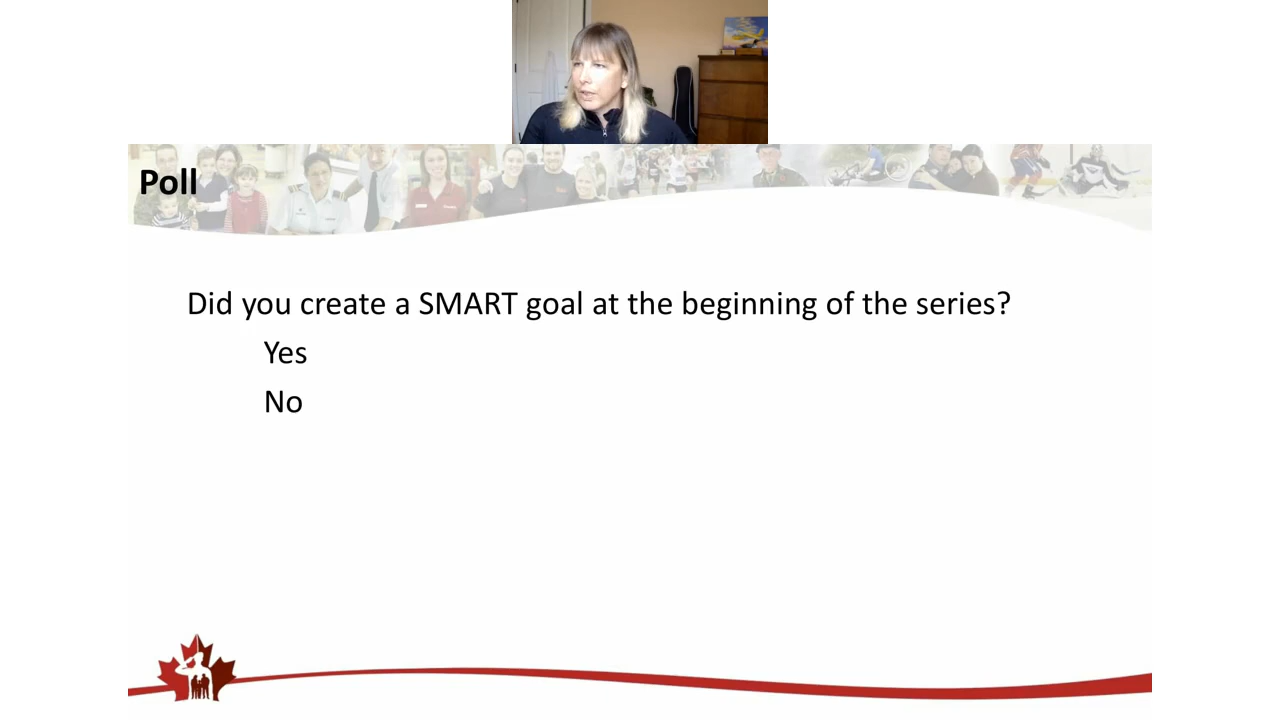 Poll
Did you create a SMART goal at the beginning of the series?
Yes
No